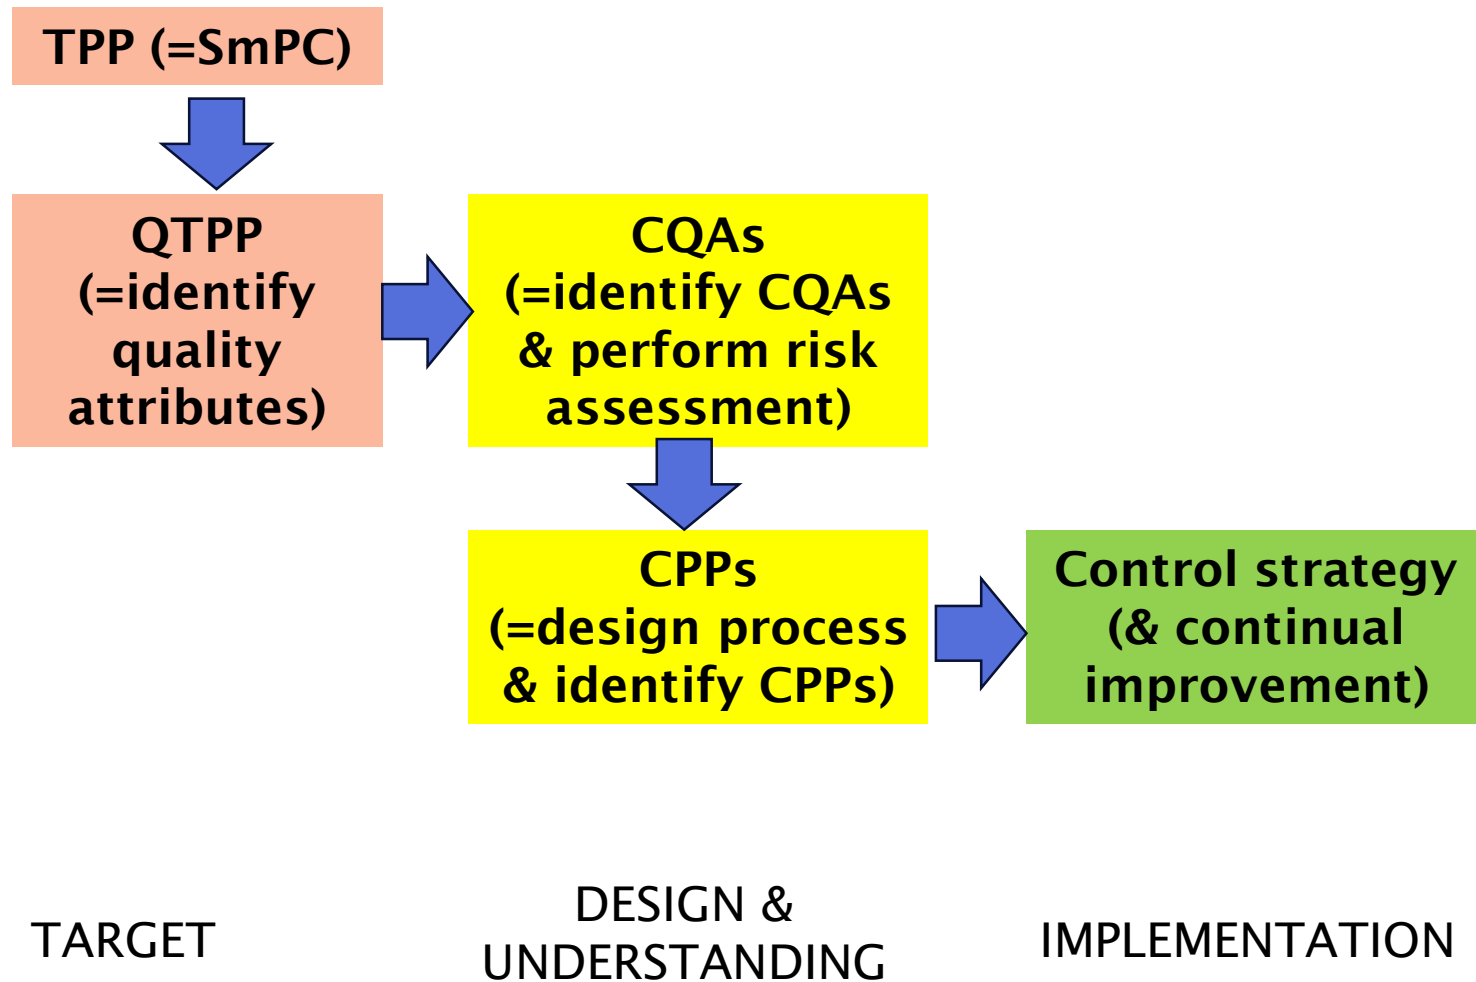 TPP (=SmPC)
QTPP
(=identify
quality
attributes)
CQAs
(=identify CQAs
& perform risk
assessment)
CPPs
(=design process
& identify CPPs)
Control strategy
(& continual
improvement)
TARGET
DESIGN &
UNDERSTANDING
IMPLEMENTATION